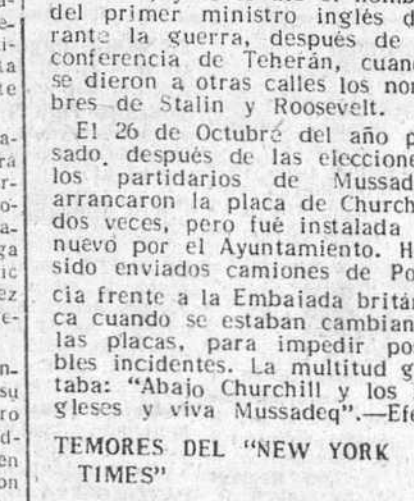 del primer ministro inglés d
rante la guerra, después de
conferencia de Teherán, cuand
se dieron a otras calles los nom
bres de Stalin y Roosevelt.
El 26 de Octubre del año p
sado, después de las eleccione
los partidarios de Mussad
arrancaron la placa de Church
dos veces, pero fué instalada
nuevo por el Ayuntamiento. H
sido enviados camiones de Po
cia frente a la Embajada britán
ca cuando se estaban cambian
las placas, para impedir po
bles incidentes. La multitud g
taba: "Abajo Churchill y los
gleses y viva Mussadeq".—Efe
TEMORES DEL "NEW YORK
TIMES"